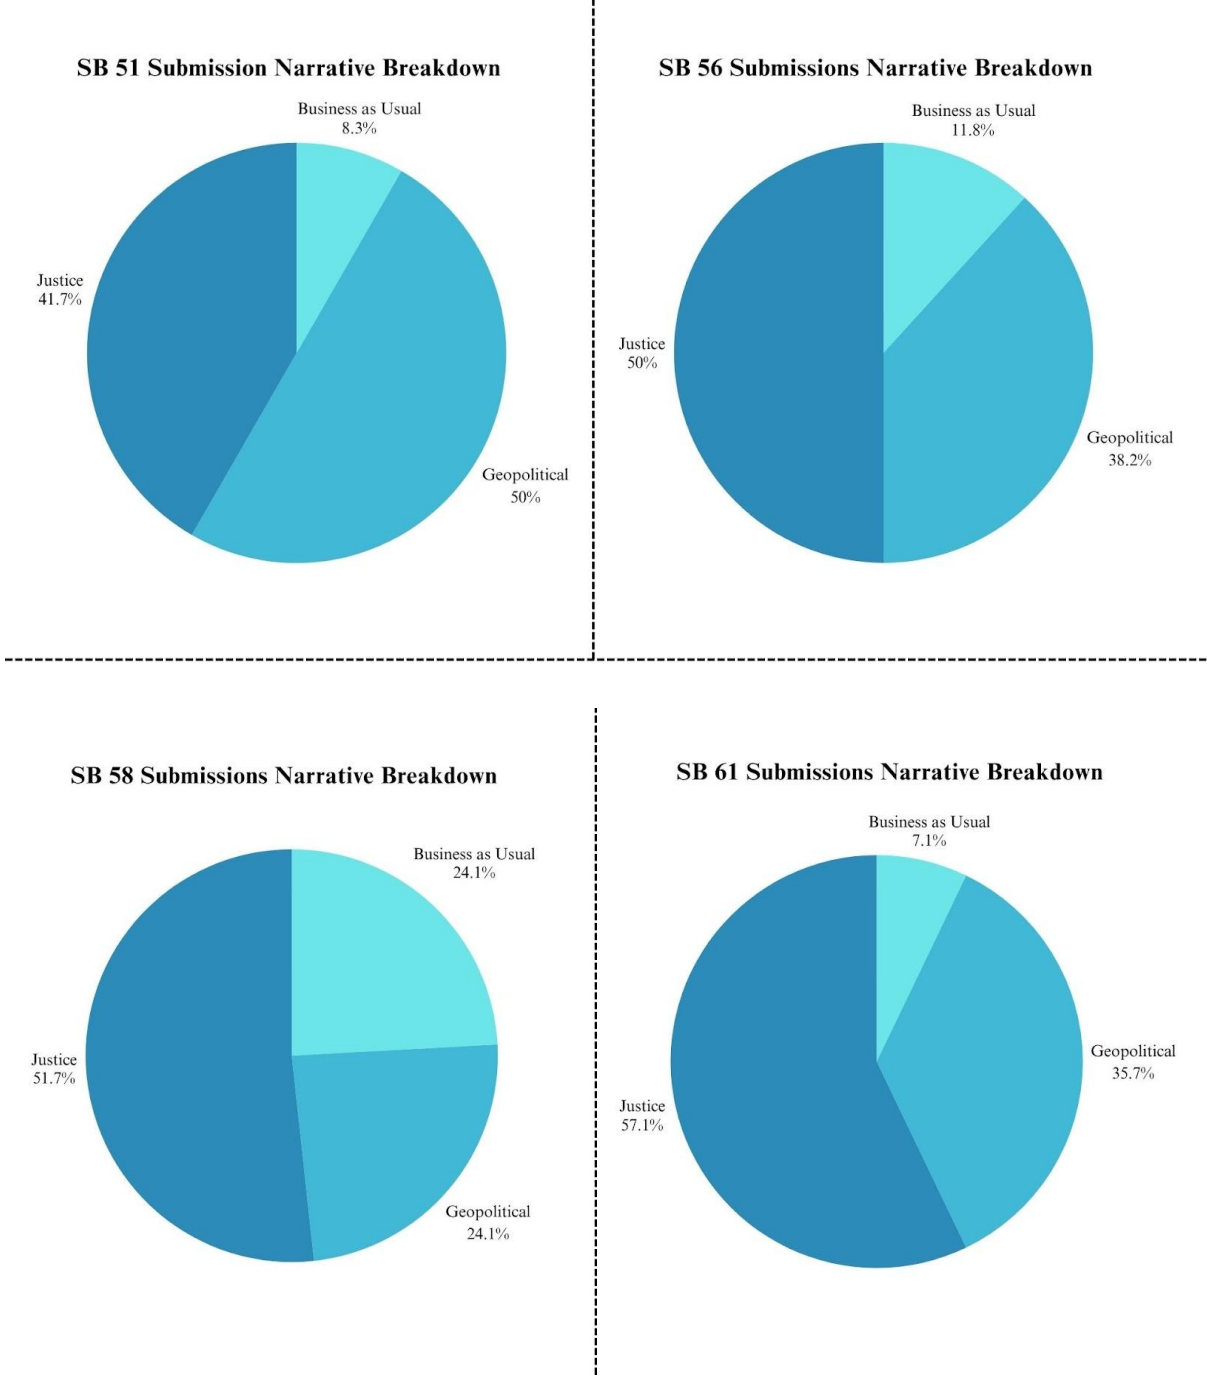 SB 51 Submission Narrative Breakdown
Business as Usual
8.3%
Justice
41.7%
Geopolitical
50%
SB 56 Submissions Narrative Breakdown
Business as Usual
11.8%
Justice
50%
Geopolitical
38.2%
SB 58 Submissions Narrative Breakdown
Business as Usual
24.1%
Justice
51.7%
Geopolitical
24.1%
SB 61 Submissions Narrative Breakdown
Business as Usual
7.1%
Geopolitical
35.7%
Justice
57.1%